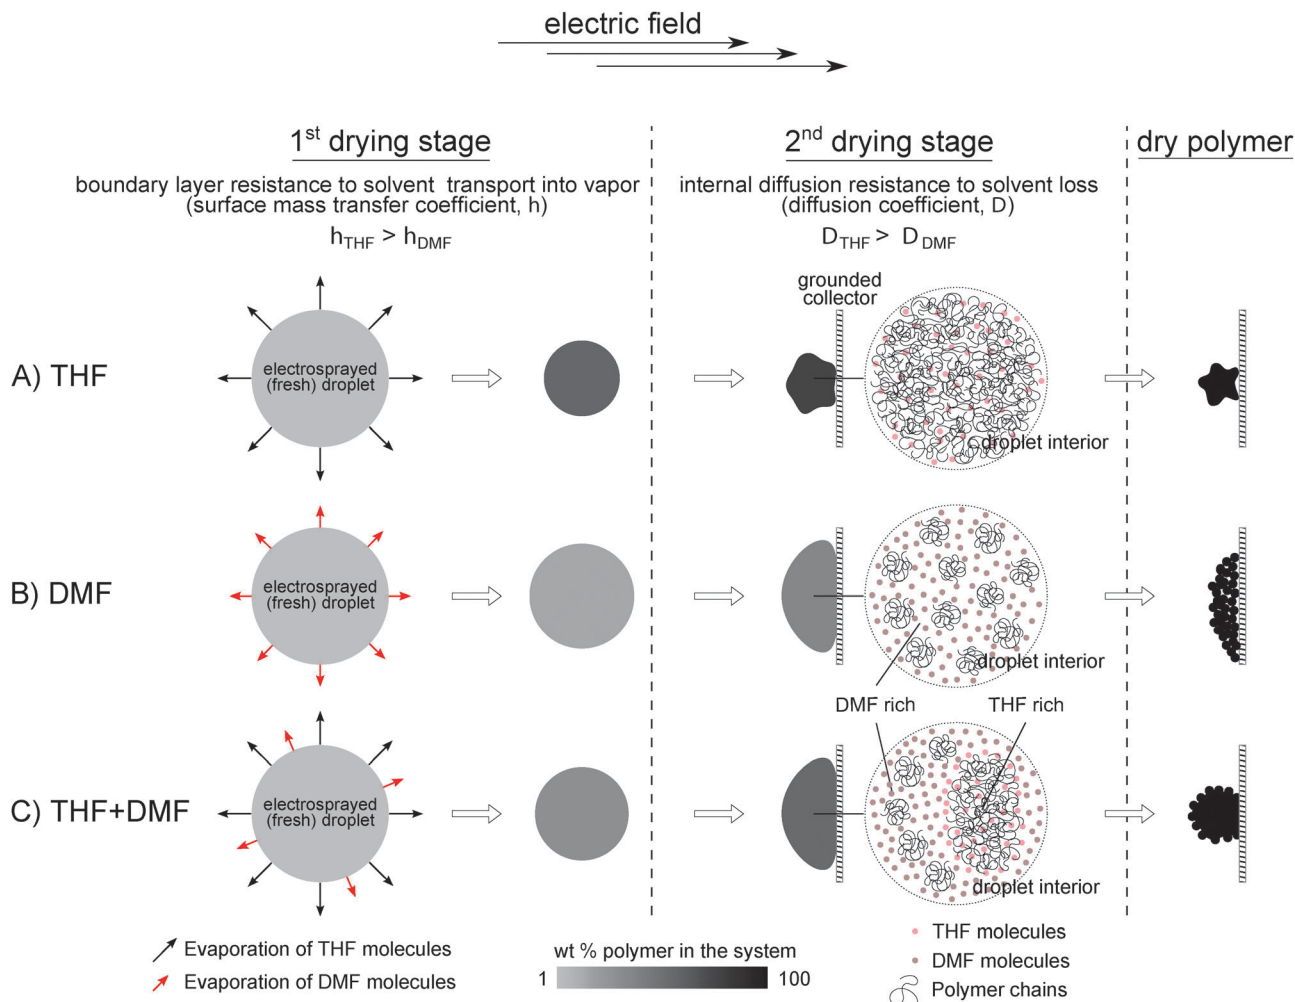 electric field
1st drying stage
boundary layer resistance to solvent transport into vapor
(surface mass transfer coefficient, h)
hTHF > hDMF
2nd drying stage
internal diffusion resistance to solvent loss
(diffusion coefficient, D)
DTHF > DDMF
dry polymer
A) THF
electrosprayed
(fresh) droplet
grounded
collector
droplet interior
B) DMF
electrosprayed
(fresh) droplet
droplet interior
DMF rich
THF rich
C) THF+DMF
electrosprayed
(fresh) droplet
droplet interior
Evaporation of THF molecules
Evaporation of DMF molecules
wt % polymer in the system
1
100
THF molecules
DMF molecules
Polymer chains